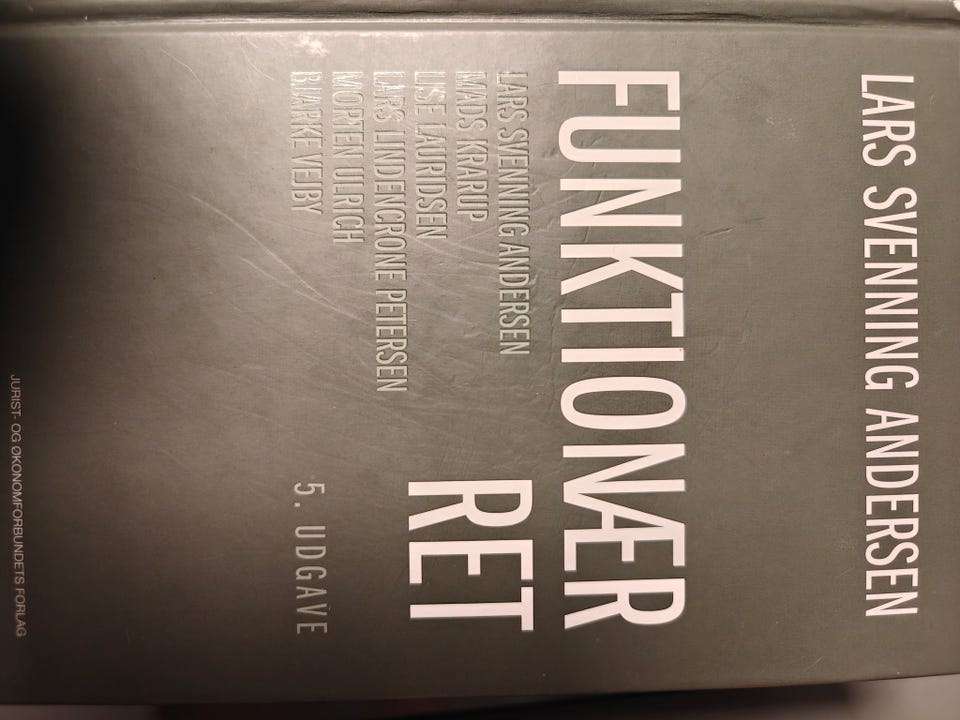 LARS SVENNING ANDERSEN
FUNKTIONÆR
RET
LARS SVENNING ANDERSEN
MADS KRARUP
LISE LAURIDSEN
LARS LINDENCRONE PETERSEN
MORTEN ULRICH
BJARKE VEJBY
5. UDGAVE
JURIST- OG ØKONOMFORBUNDETS FORLAG